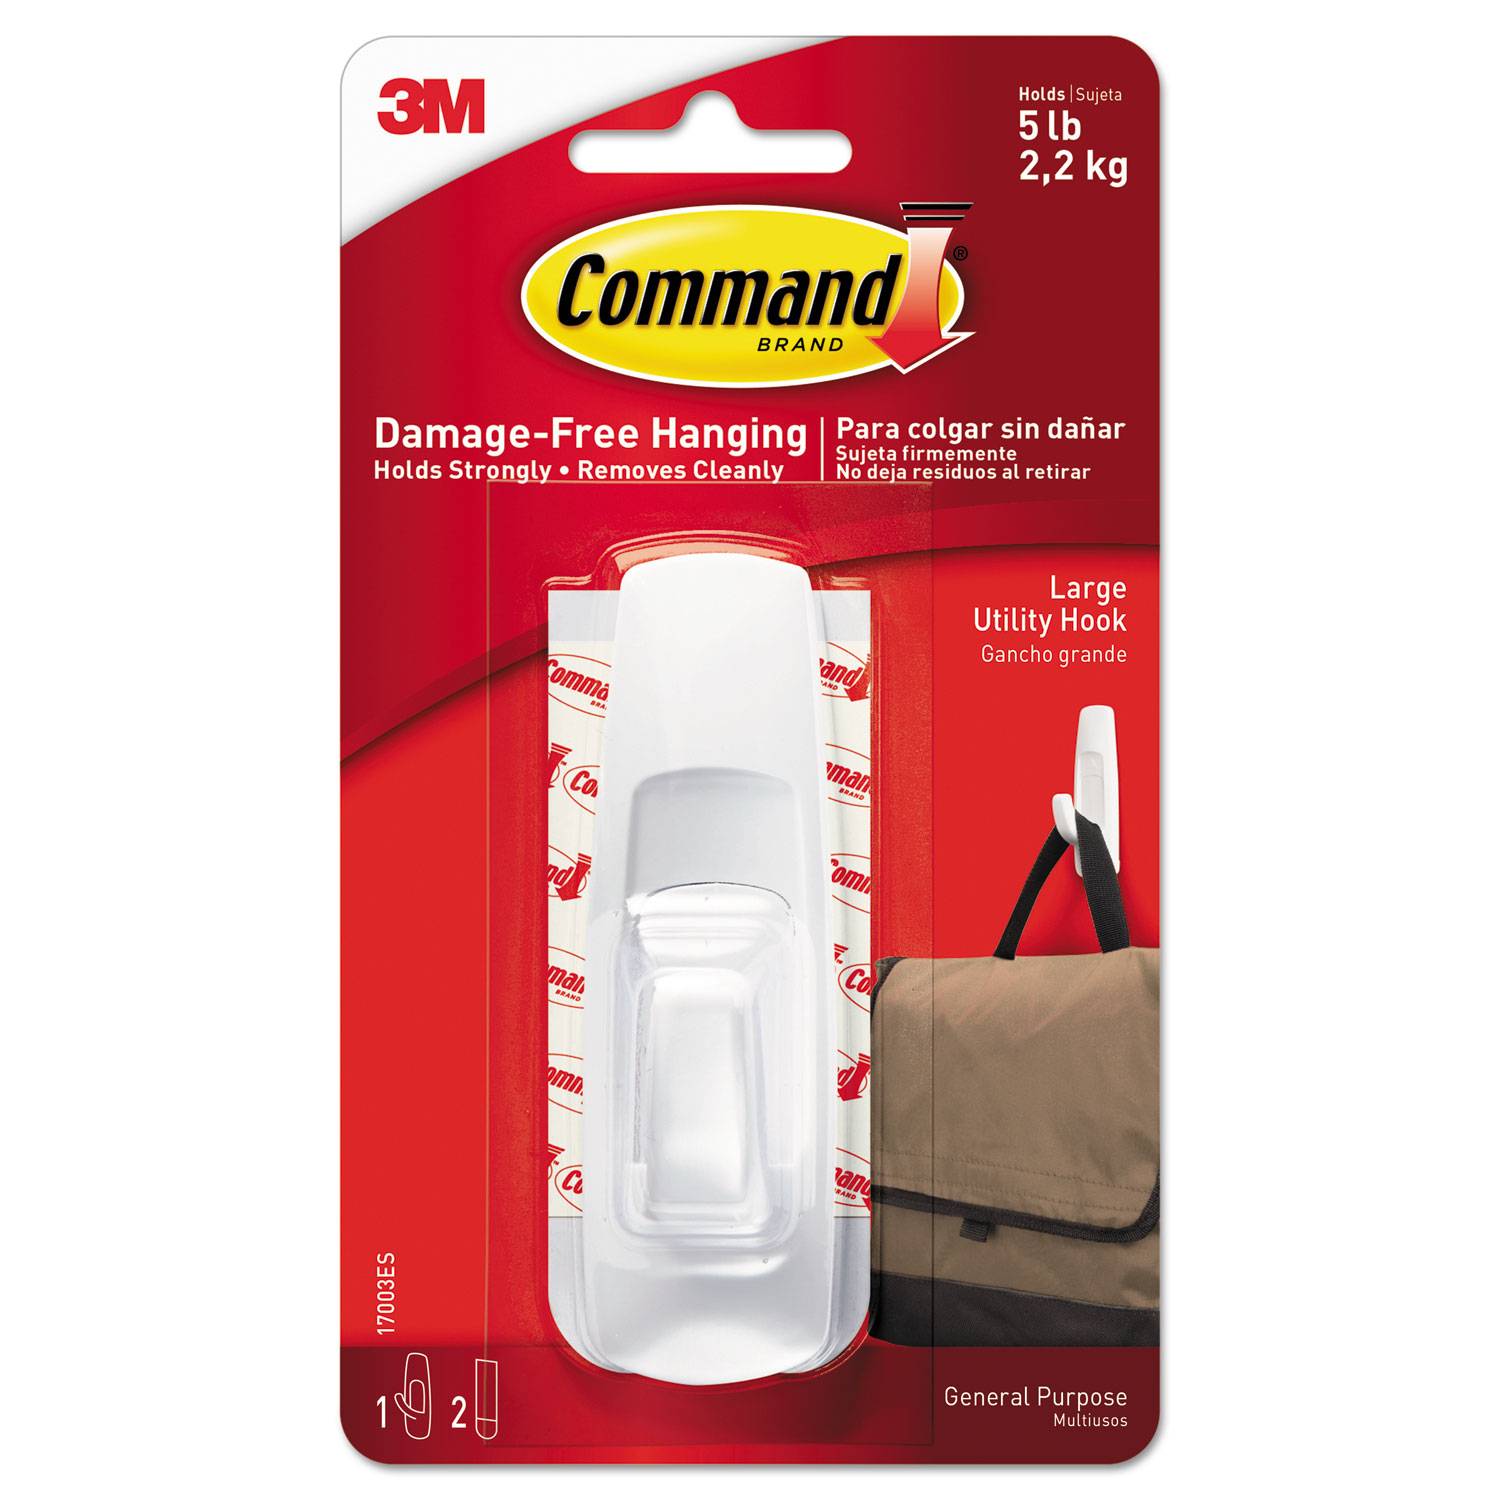 3M
Holds | Sujeta
5 lb
2,2 kg
Command®
BRAND
Damage-Free Hanging
Holds Strongly • Removes Cleanly
Para colgar sin dañar
Sujeta firmemente
No deja residuos al retirar
Large
Utility Hook
Gancho grande
17003ES
1 2
General Purpose
Multiusos